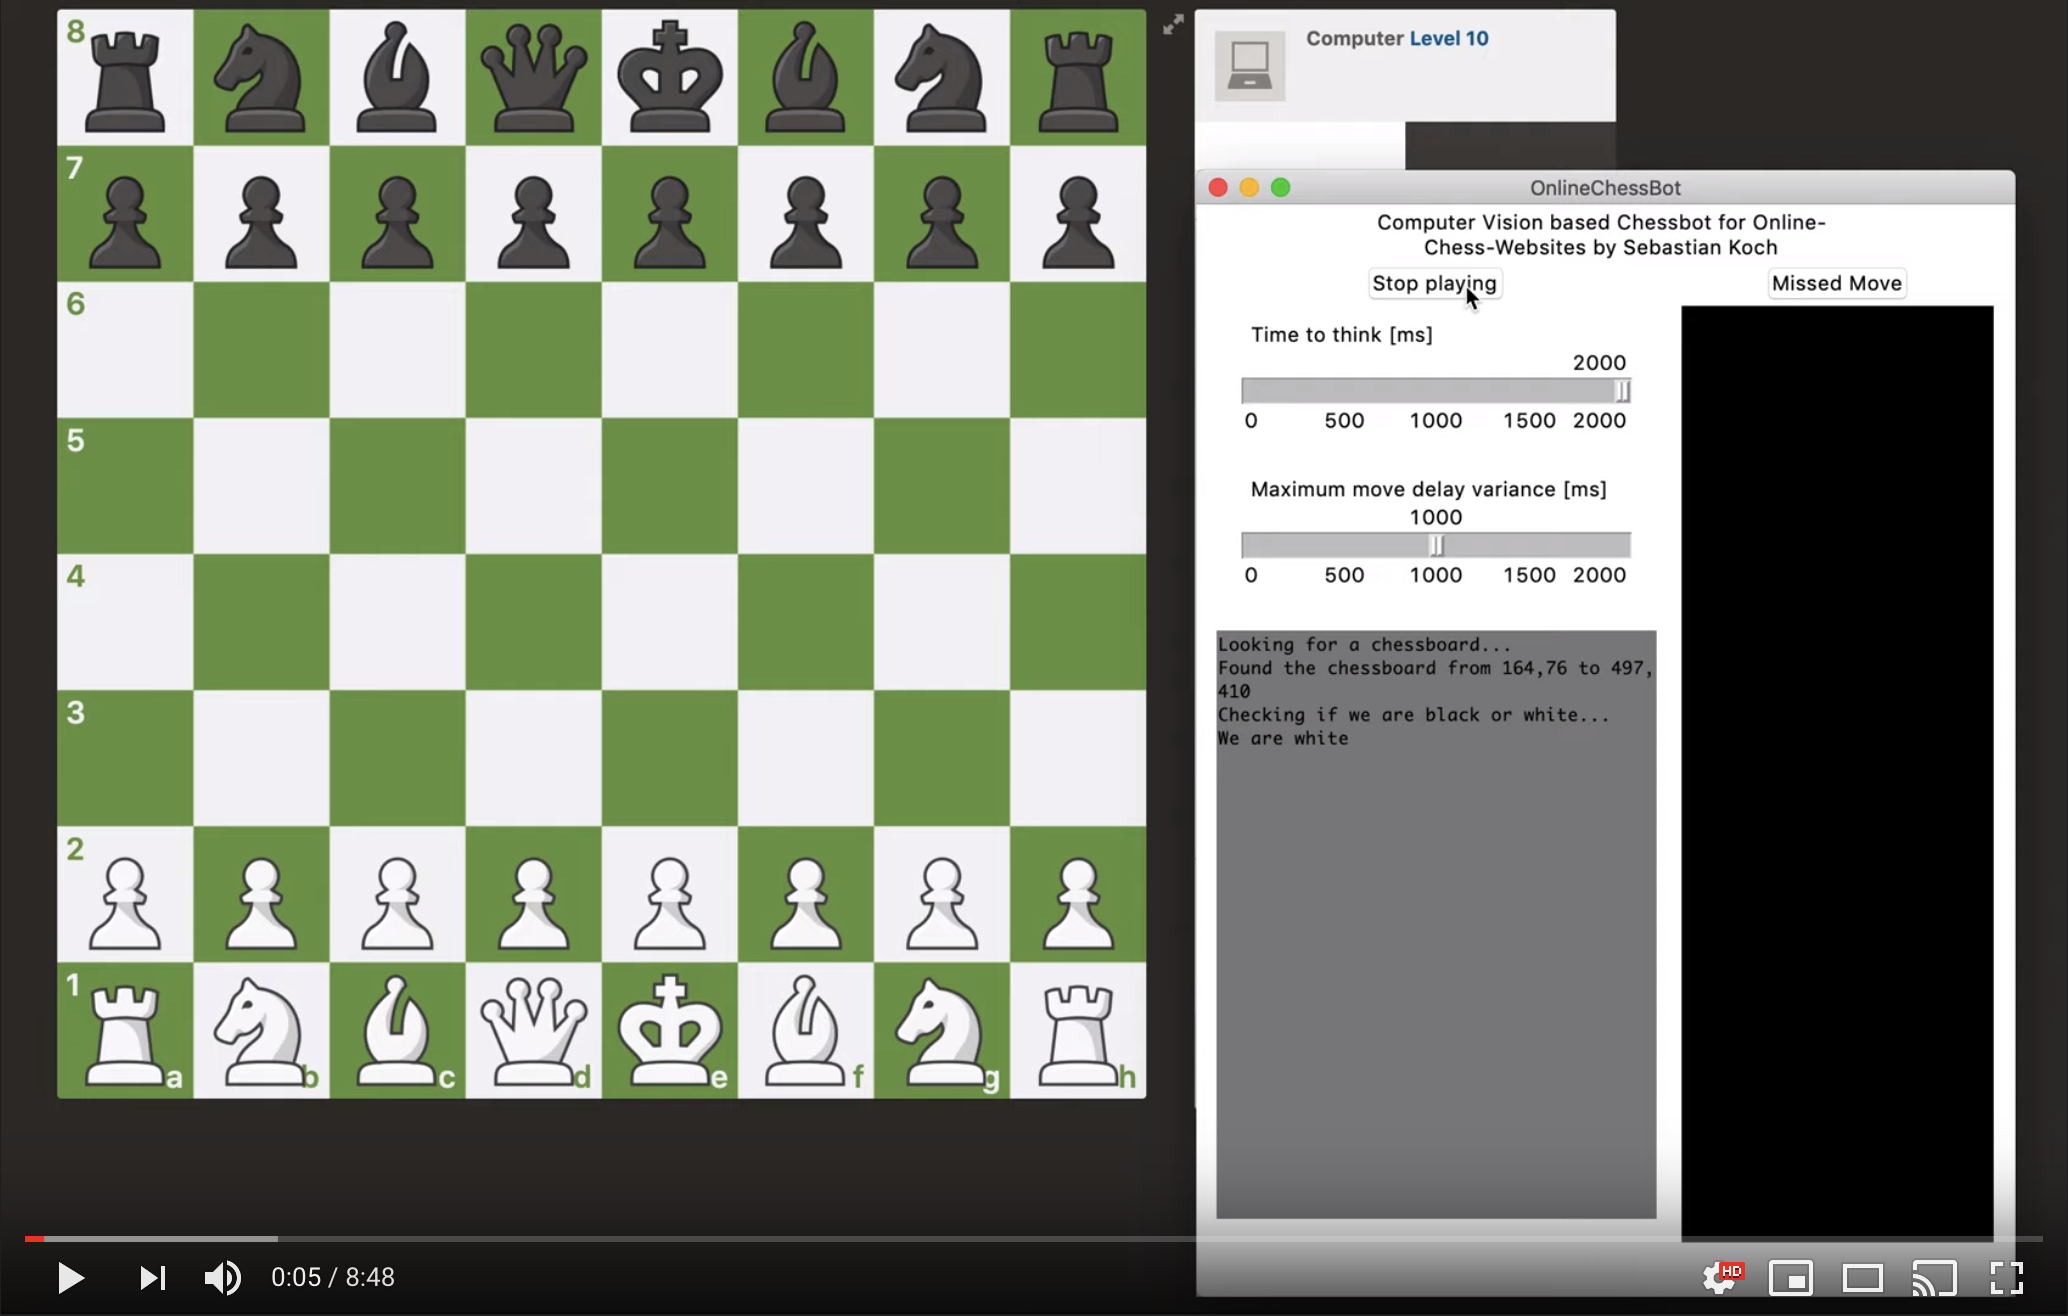 8
7
6
5
4
3
2
1
a b c d e f g h
Computer Level 10
OnlineChessBot
Computer Vision based Chessbot for Online-
Chess-Websites by Sebastian Koch
Stop playing
Missed Move
Time to think [ms]
2000
0 500 1000 1500 2000
Maximum move delay variance [ms]
1000
0 500 1000 1500 2000
Looking for a chessboard...
Found the chessboard from 164,76 to 497,
410
Checking if we are black or white...
We are white
0:05 / 8:48
HD